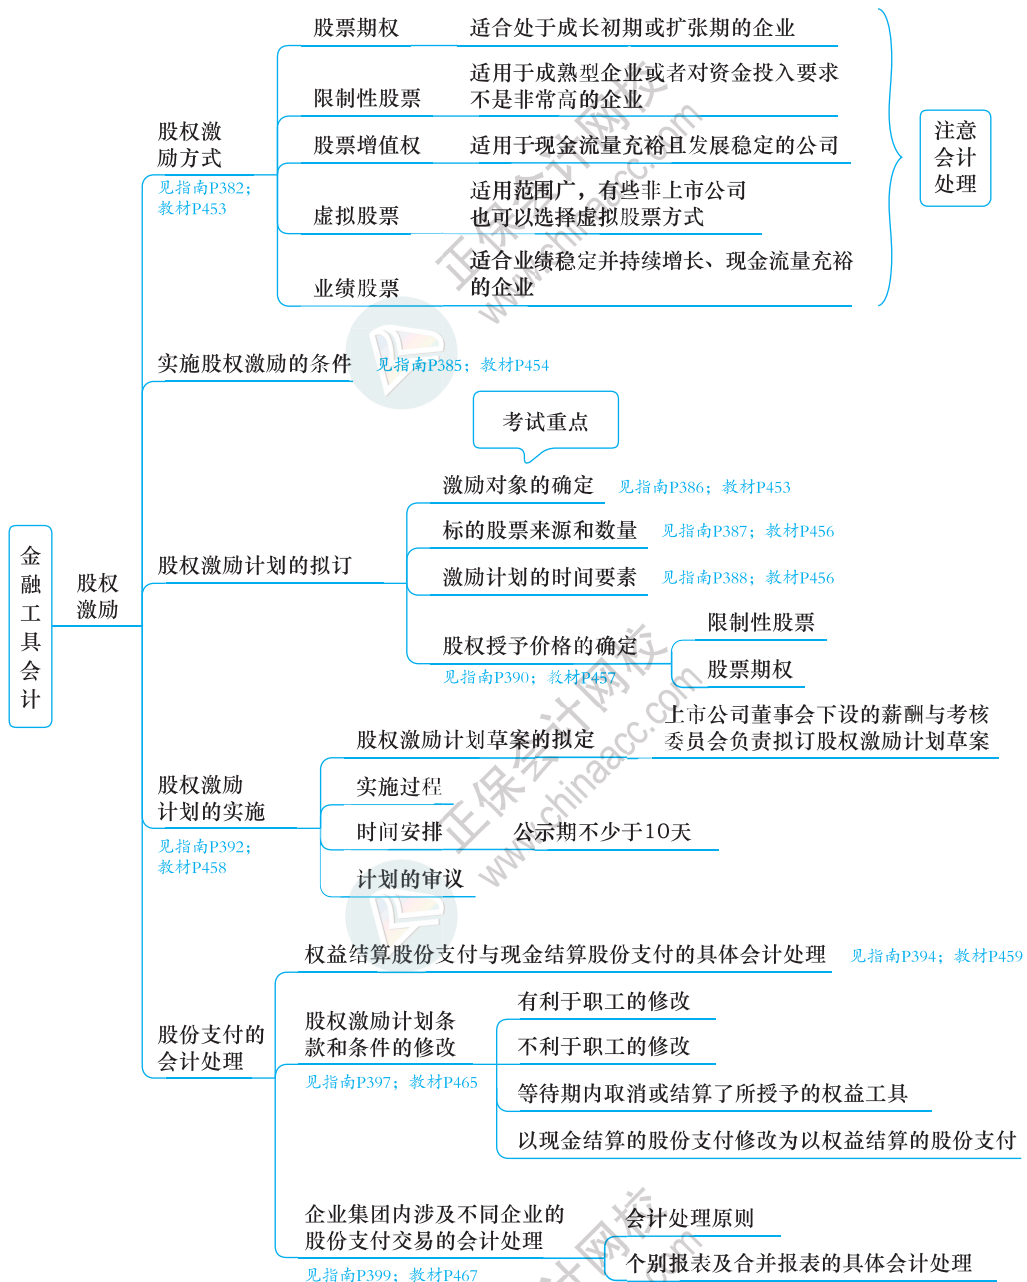 金融工具会计
股权
激励
股权激
励方式
见指南P382；
教材P453
股票期权
适合处于成长初期或扩张期的企业
限制性股票
适用于成熟型企业或者对资金投入要求
不是非常高的企业
股票增值权
适用于现金流量充裕且发展稳定的公司
虚拟股票
适用范围广，有些非上市公司
也可以选择虚拟股票方式
业绩股票
适合业绩稳定并持续增长、现金流量充裕
的企业
注意
会计
处理
实施股权激励的条件
见指南P385；教材P454
考试重点
股权激励计划的拟订
激励对象的确定
见指南P386；教材P453
标的股票来源和数量
见指南P387；教材P456
激励计划的时间要素
见指南P388；教材P456
股权授予价格的确定
见指南P390；教材P457
限制性股票
股票期权
股权激励
计划的实施
见指南P392；
教材P458
股权激励计划草案的拟定
上市公司董事会下设的薪酬与考核
委员会负责拟订股权激励计划草案
实施过程
时间安排
公示期不少于10天
计划的审议
股份支付的
会计处理
权益结算股份支付与现金结算股份支付的具体会计处理
见指南P394；教材P459
股权激励计划条
款和条件的修改
见指南P397；教材P465
有利于职工的修改
不利于职工的修改
等待期内取消或结算了所授予的权益工具
以现金结算的股份支付修改为以权益结算的股份支付
企业集团内涉及不同企业的
股份支付交易的会计处理
见指南P399；教材P467
会计处理原则
个别报表及合并报表的具体会计处理
正保会计网校
www.chinaacc.com
正保会计网校
www.chinaacc.com
计网校
acc.com